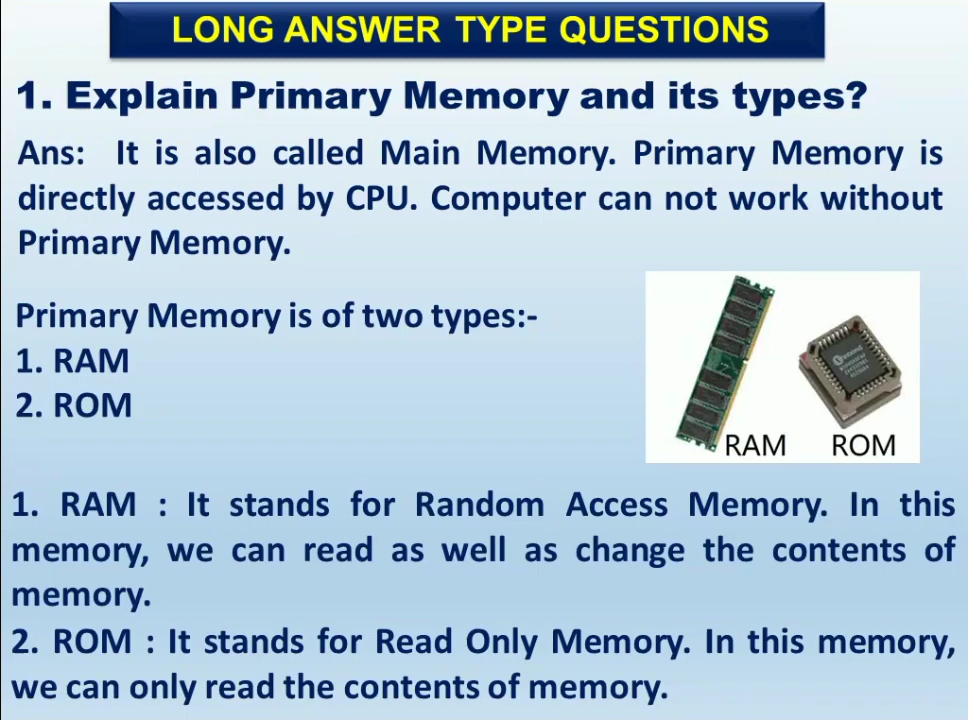 LONG ANSWER TYPE QUESTIONS
1. Explain Primary Memory and its types?
Ans: It is also called Main Memory. Primary Memory is
directly accessed by CPU. Computer can not work without
Primary Memory.
Primary Memory is of two types:-
1. RAM
2. ROM
RAM ROM
1. RAM : It stands for Random Access Memory. In this
memory, we can read as well as change the contents of
memory.
2. ROM : It stands for Read Only Memory. In this memory,
we can only read the contents of memory.